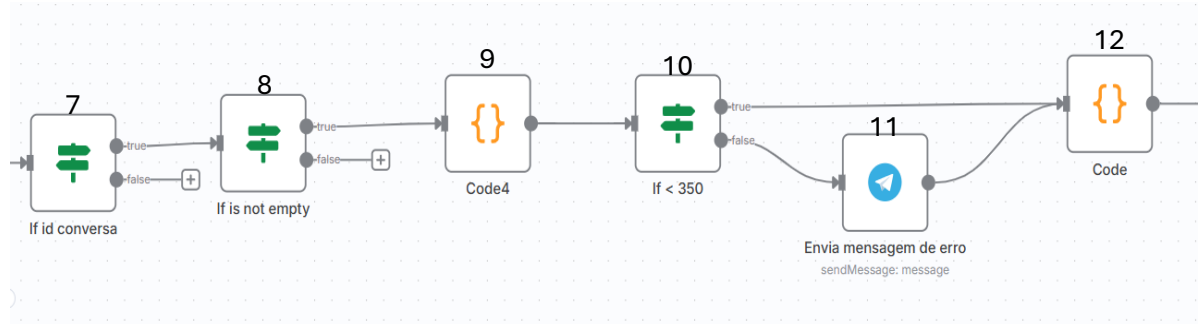 7
true
false
If id conversa
8
true
false
If is not empty
9
Code4
10
true
false
If < 350
11
Envia mensagem de erro
sendMessage: message
12
Code